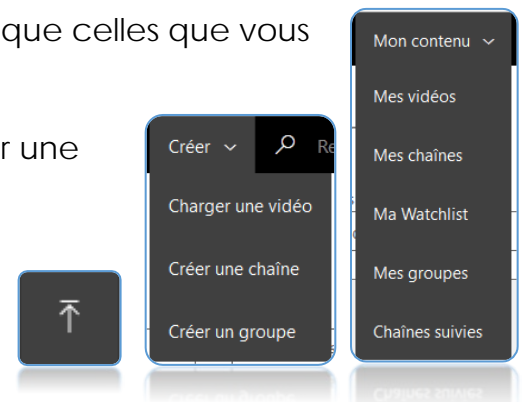 que celles que vous
r une
Créer
Re
Charger une vidéo
Créer une chaîne
Créer un groupe
Mon contenu
Mes vidéos
Mes chaînes
Ma Watchlist
Mes groupes
Chaînes suivies